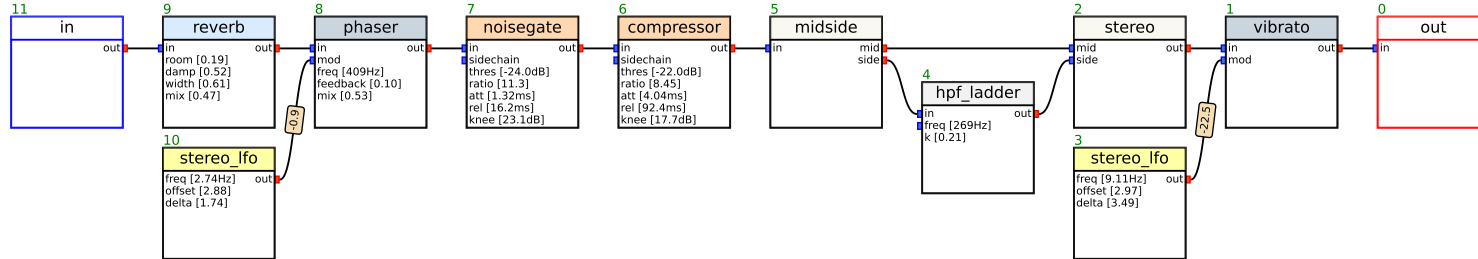 11
in
out
9
reverb
in out
room [0.19]
damp [0.52]
width [0.61]
mix [0.47]
10
stereo_lfo
freq [2.74Hz] out
offset [2.88]
delta [1.74]
-0.9
8
phaser
in out
mod
freq [409Hz]
feedback [0.10]
mix [0.53]
7
noisegate
in out
sidechain
thres [-24.0dB]
ratio [11.3]
att [1.32ms]
rel [16.2ms]
knee [23.1dB]
6
compressor
in out
sidechain
thres [-22.0dB]
ratio [8.45]
att [4.04ms]
rel [92.4ms]
knee [17.7dB]
5
midside
in mid
side
4
hpf_ladder
in out
freq [269Hz]
k [0.21]
2
stereo
mid out
side
3
stereo_lfo
freq [9.11Hz] out
offset [2.97]
delta [3.49]
-22.5
1
vibrato
in out
mod
0
out
in